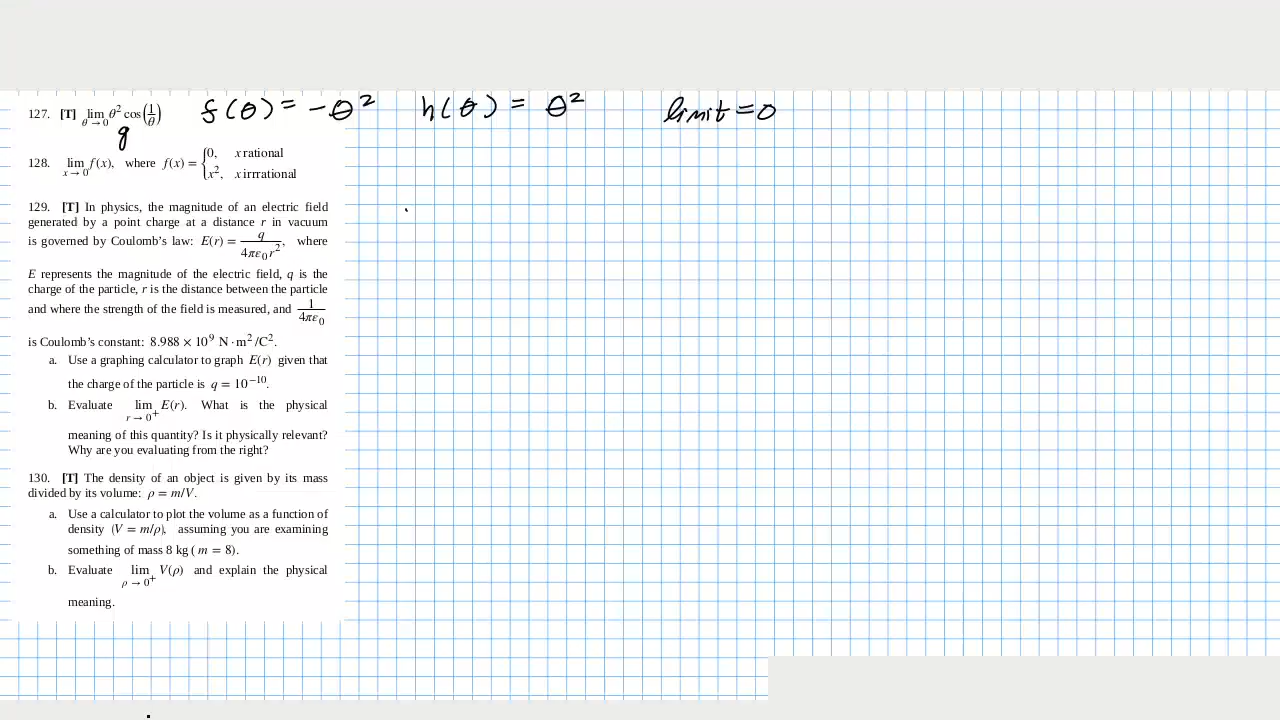 127. [T] lim θ → 0 θ² cos(1/θ) f(θ) = -θ² h(θ) = θ² limit = 0
g
128. lim x → 0 f(x), where f(x) = {0, x rational
x², x irrrational
129. [T] In physics, the magnitude of an electric field
generated by a point charge at a distance r in vacuum
is governed by Coulomb's law: E(r) = q/(4πε₀r²), where
E represents the magnitude of the electric field, q is the
charge of the particle, r is the distance between the particle
and where the strength of the field is measured, and 1/(4πε₀)
is Coulomb's constant: 8.988 × 10⁹ N·m²/C².
a. Use a graphing calculator to graph E(r) given that
the charge of the particle is q = 10⁻¹⁰.
b. Evaluate lim r → 0⁺ E(r). What is the physical
meaning of this quantity? Is it physically relevant?
Why are you evaluating from the right?
130. [T] The density of an object is given by its mass
divided by its volume: ρ = m/V.
a. Use a calculator to plot the volume as a function of
density (V = m/ρ), assuming you are examining
something of mass 8 kg (m = 8).
b. Evaluate lim ρ → 0⁺ V(ρ) and explain the physical
meaning.